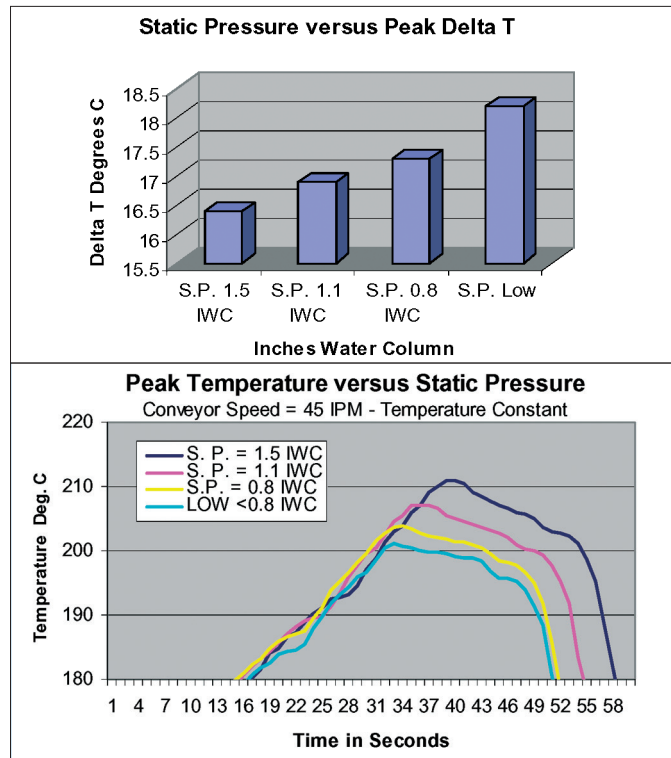 Static Pressure versus Peak Delta T
Delta T Degrees C
18.5
18
17.5
17
16.5
16
15.5
S.P. 1.5 IWC
S.P. 1.1 IWC
S.P. 0.8 IWC
S.P. Low
Inches Water Column
Peak Temperature versus Static Pressure
Conveyor Speed = 45 IPM - Temperature Constant
Temperature Deg. C
220
210
200
190
180
S. P. = 1.5 IWC
S. P. = 1.1 IWC
S.P. = 0.8 IWC
LOW <0.8 IWC
1 4 7 10 13 16 19 22 25 28 31 34 37 40 43 46 49 52 55 58
Time in Seconds